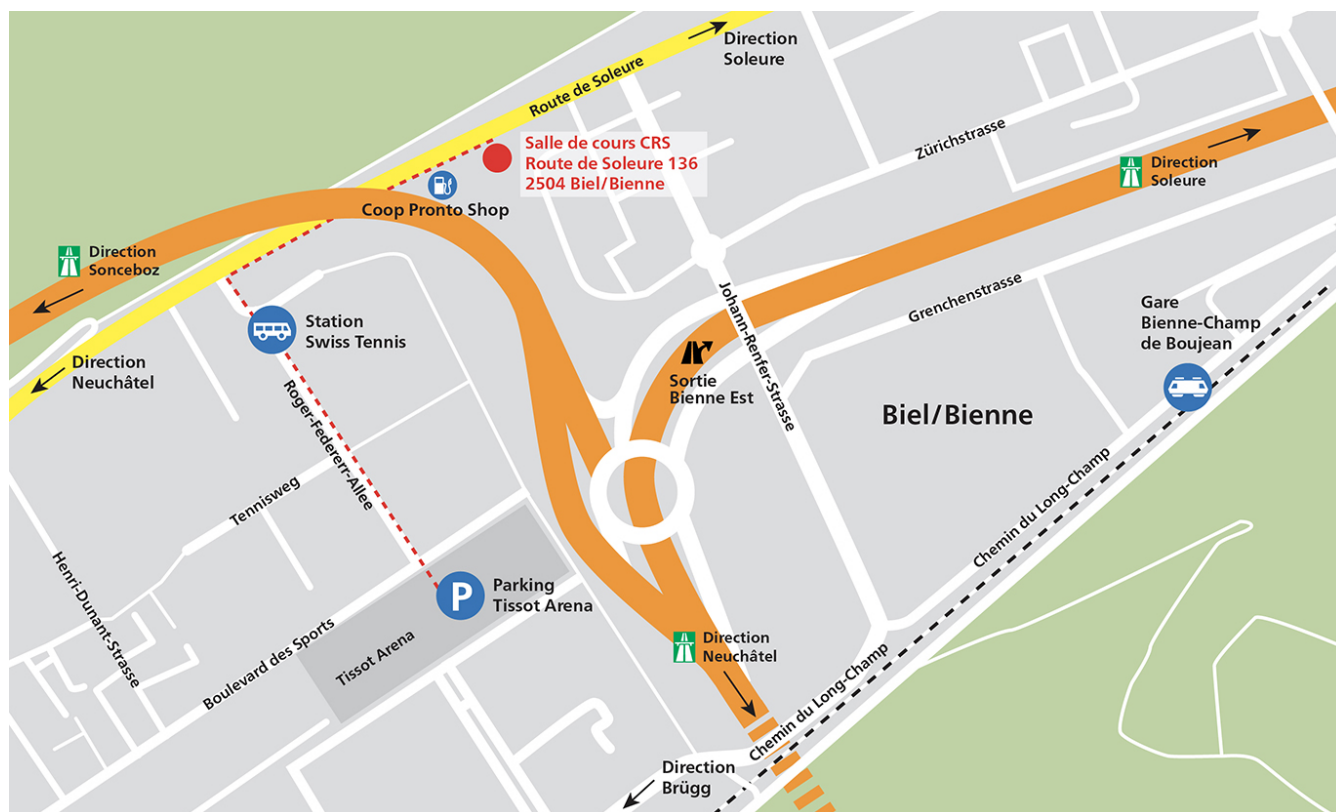 Direction
Soleure
Route de Soleure
Salle de cours CRS
Route de Soleure 136
2504 Biel/Bienne
Zürichstrasse
Direction
Soleure
Coop Pronto Shop
Direction
Sonceboz
Johann-Renfer-Strasse
Grenchenstrasse
Gare
Bienne-Champ
de Boujean
Station
Swiss Tennis
Direction
Neuchâtel
Sortie
Bienne Est
Roger-Federerr-Allee
Biel/Bienne
Tennisweg
Chemin du Long-Champ
Henri-Dunant-Strasse
P
Parking
Tissot Arena
Boulevard des Sports
Tissot Arena
Direction
Neuchâtel
Chemin du Long-Champ
Direction
Brügg